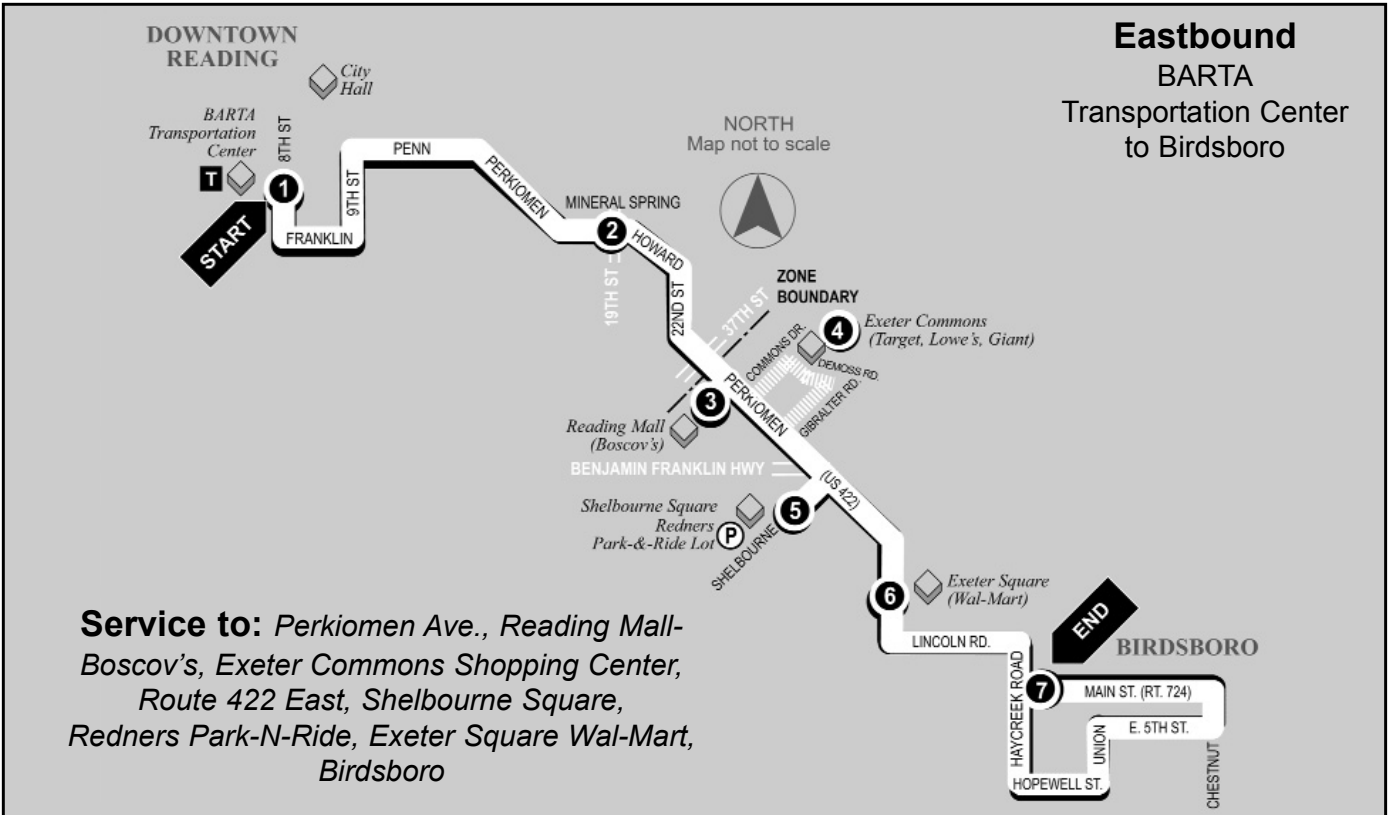 DOWNTOWN
READING
City
Hall
BARTA
Transportation
Center
T
8TH ST
1
START
FRANKLIN
9TH ST
PENN
PERKIOMEN
MINERAL SPRING
2
HOWARD
19TH ST
22ND ST
NORTH
Map not to scale
Eastbound
BARTA
Transportation Center
to Birdsboro
37TH ST
ZONE
BOUNDARY
4
Exeter Commons
(Target, Lowe's, Giant)
COMMONS DR.
DEMOSS RD.
GIBRALTER RD.
PERKIOMEN
3
Reading Mall
(Boscov's)
BENJAMIN FRANKLIN HWY
(US 422)
Shelbourne Square
Redners
Park-&-Ride Lot
P
5
SHELBOURNE
6
Exeter Square
(Wal-Mart)
LINCOLN RD.
END
BIRDSBORO
HAYCREEK ROAD
7
MAIN ST. (RT. 724)
E. 5TH ST.
UNION
HOPEWELL ST.
CHESTNUT
Service to: Perkiomen Ave., Reading Mall-
Boscov's, Exeter Commons Shopping Center,
Route 422 East, Shelbourne Square,
Redners Park-N-Ride, Exeter Square Wal-Mart,
Birdsboro